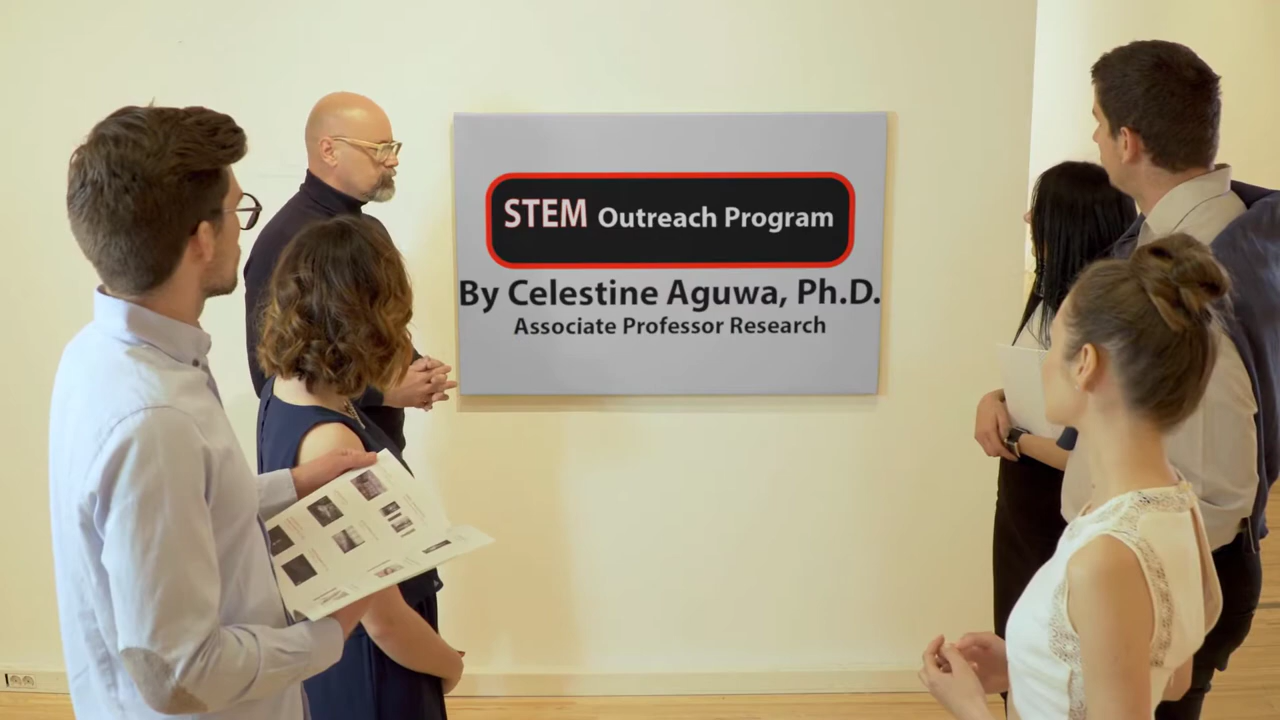 STEM Outreach Program
By Celestine Aguwa, Ph.D.
Associate Professor Research